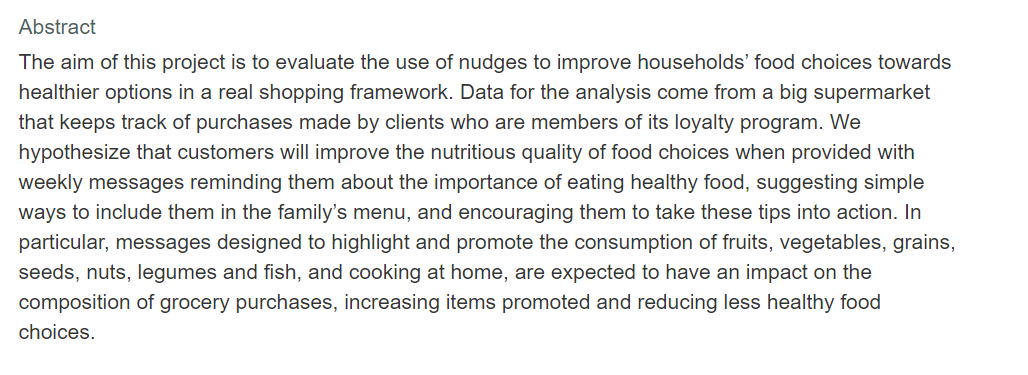 Abstract
The aim of this project is to evaluate the use of nudges to improve households’ food choices towards
healthier options in a real shopping framework. Data for the analysis come from a big supermarket
that keeps track of purchases made by clients who are members of its loyalty program. We
hypothesize that customers will improve the nutritious quality of food choices when provided with
weekly messages reminding them about the importance of eating healthy food, suggesting simple
ways to include them in the family’s menu, and encouraging them to take these tips into action. In
particular, messages designed to highlight and promote the consumption of fruits, vegetables, grains,
seeds, nuts, legumes and fish, and cooking at home, are expected to have an impact on the
composition of grocery purchases, increasing items promoted and reducing less healthy food
choices.